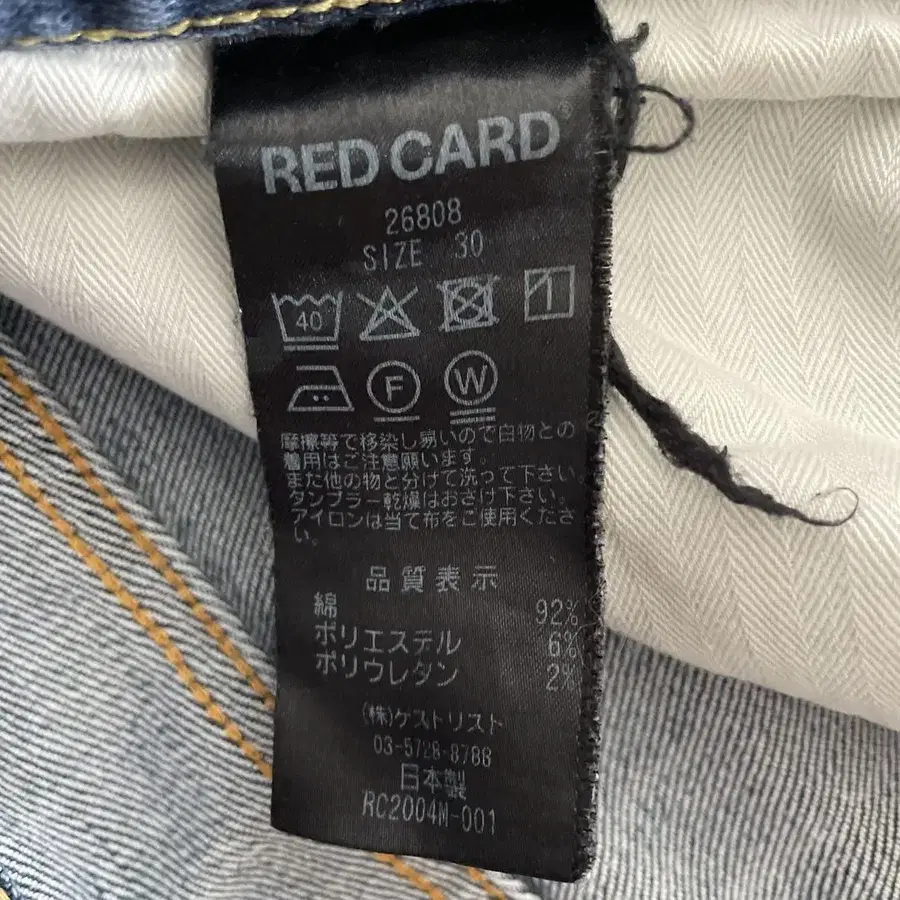 RED CARD®
26808
SIZE 30
40
F W
摩擦等で移染し易いので白物との
着用はご注意願います。
また他の物と分けて洗って下さい
タンブラー乾燥はおさけ下さい。
アイロンは当て布をご使用くださ
い。
品質表示
綿 92%
ポリエステル 6%
ポリウレタン 2%
(株)ゲストリスト
03-5728-8788
日本製
RC2004M-001